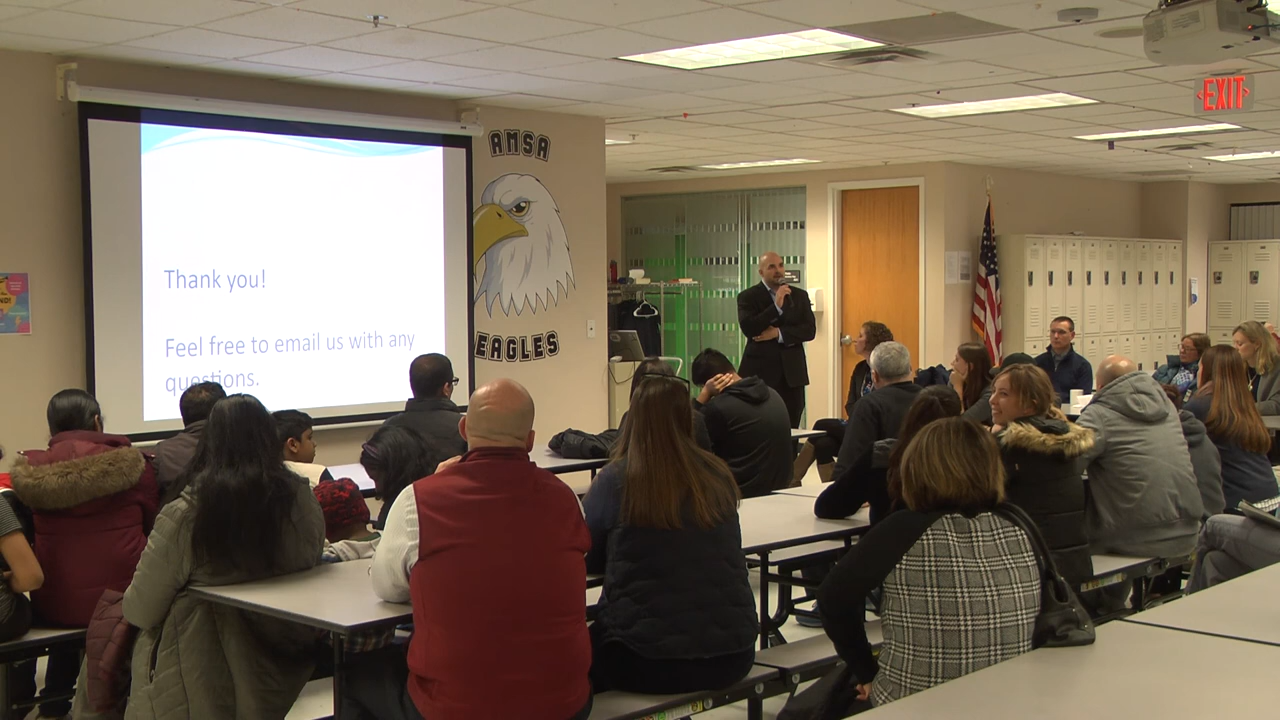 AMSA
EXIT
Thank you!
Feel free to email us with any
questions.
EAGLES